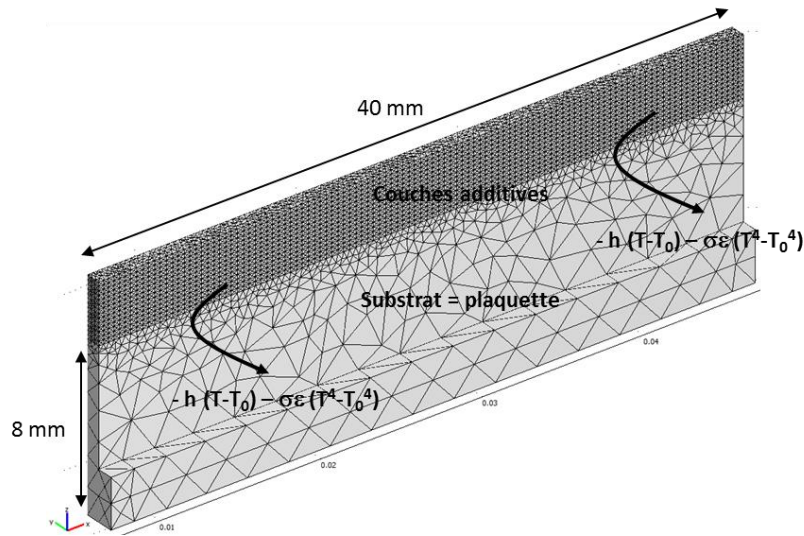 40 mm
Couches additives
- h (T-T₀) – σε (T⁴-T₀⁴)
Substrat = plaquette
0.04
- h (T-T₀) – σε (T⁴-T₀⁴)
8 mm
0.03
0.02
0.01
z
y
x